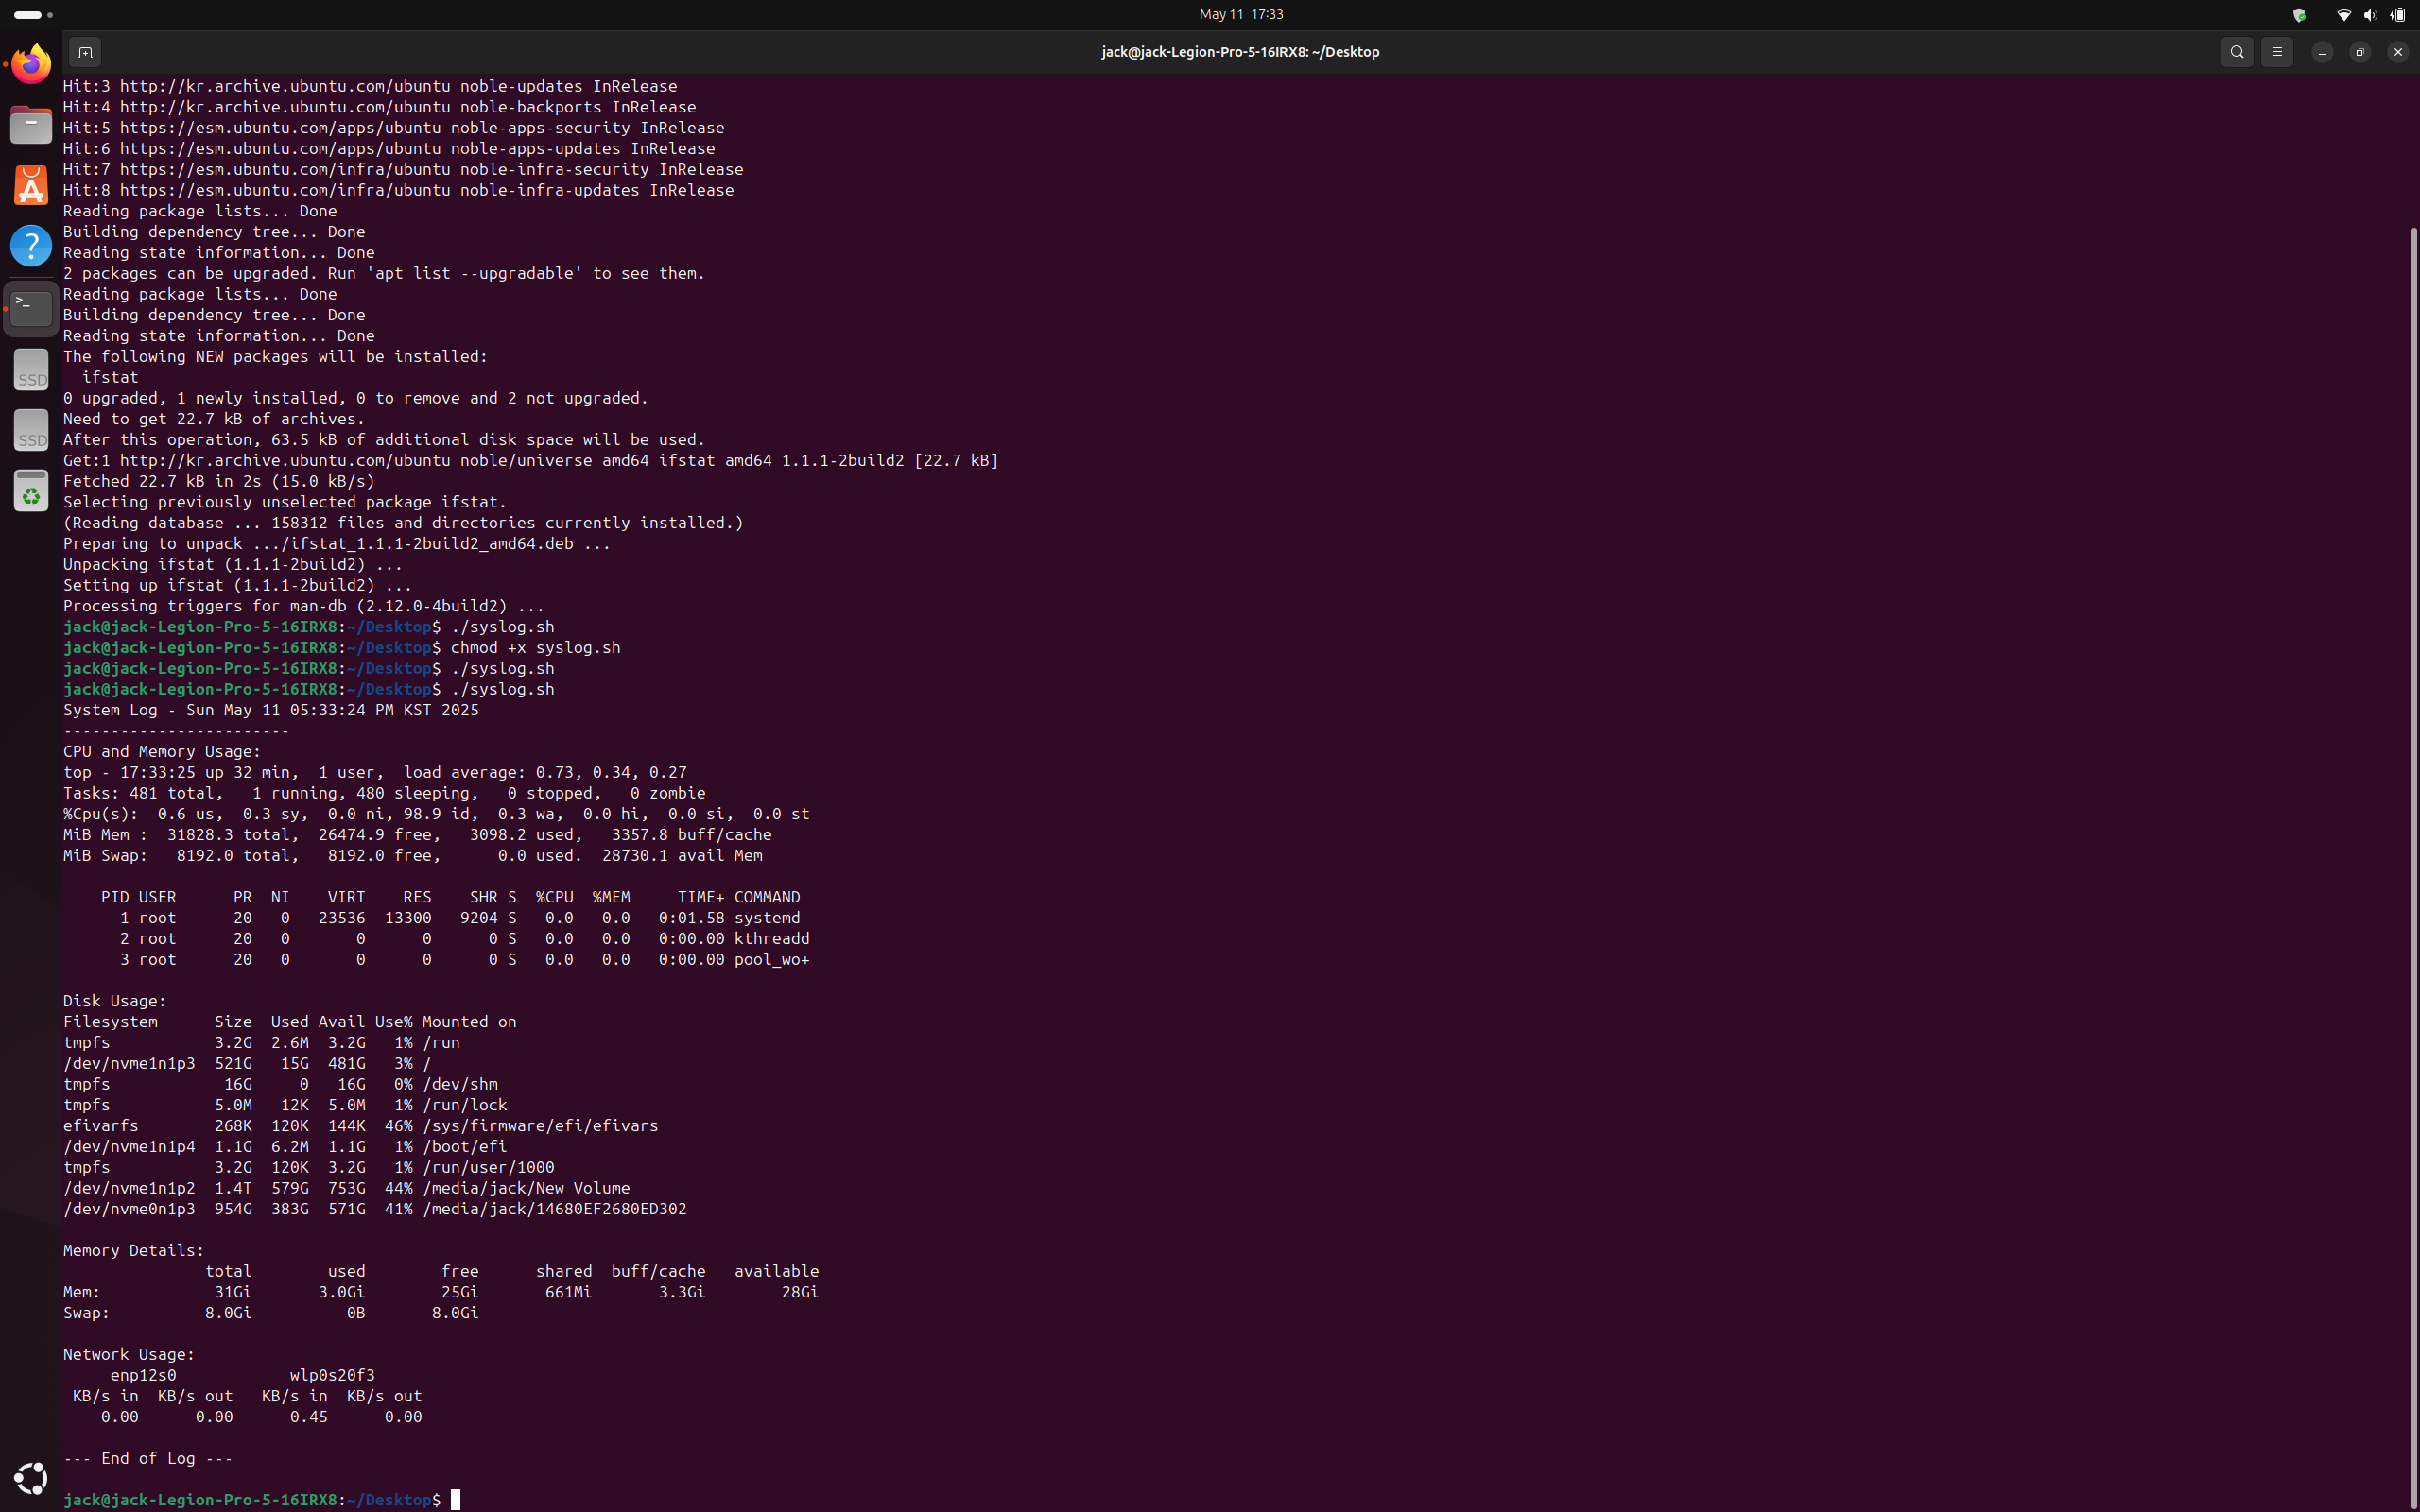 May 11 17:33
jack@jack-Legion-Pro-5-16IRX8: ~/Desktop
Hit:3 http://kr.archive.ubuntu.com/ubuntu noble-updates InRelease
Hit:4 http://kr.archive.ubuntu.com/ubuntu noble-backports InRelease
Hit:5 https://esm.ubuntu.com/apps/ubuntu noble-apps-security InRelease
Hit:6 https://esm.ubuntu.com/apps/ubuntu noble-apps-updates InRelease
Hit:7 https://esm.ubuntu.com/infra/ubuntu noble-infra-security InRelease
Hit:8 https://esm.ubuntu.com/infra/ubuntu noble-infra-updates InRelease
Reading package lists... Done
Building dependency tree... Done
Reading state information... Done
2 packages can be upgraded. Run 'apt list --upgradable' to see them.
Reading package lists... Done
Building dependency tree... Done
Reading state information... Done
The following NEW packages will be installed:
  ifstat
0 upgraded, 1 newly installed, 0 to remove and 2 not upgraded.
Need to get 22.7 kB of archives.
After this operation, 63.5 kB of additional disk space will be used.
Get:1 http://kr.archive.ubuntu.com/ubuntu noble/universe amd64 ifstat amd64 1.1.1-2build2 [22.7 kB]
Fetched 22.7 kB in 2s (15.0 kB/s)
Selecting previously unselected package ifstat.
(Reading database ... 158312 files and directories currently installed.)
Preparing to unpack .../ifstat_1.1.1-2build2_amd64.deb ...
Unpacking ifstat (1.1.1-2build2) ...
Setting up ifstat (1.1.1-2build2) ...
Processing triggers for man-db (2.12.0-4build2) ...
jack@jack-Legion-Pro-5-16IRX8:~/Desktop$ ./syslog.sh
jack@jack-Legion-Pro-5-16IRX8:~/Desktop$ chmod +x syslog.sh
jack@jack-Legion-Pro-5-16IRX8:~/Desktop$ ./syslog.sh
jack@jack-Legion-Pro-5-16IRX8:~/Desktop$ ./syslog.sh
System Log - Sun May 11 05:33:24 PM KST 2025
------------------------
CPU and Memory Usage:
top - 17:33:25 up 32 min,  1 user,  load average: 0.73, 0.34, 0.27
Tasks: 481 total,   1 running, 480 sleeping,   0 stopped,   0 zombie
%Cpu(s):  0.6 us,  0.3 sy,  0.0 ni, 98.9 id,  0.3 wa,  0.0 hi,  0.0 si,  0.0 st
MiB Mem :  31828.3 total,  26474.9 free,   3098.2 used,   3357.8 buff/cache
MiB Swap:   8192.0 total,   8192.0 free,      0.0 used.  28730.1 avail Mem
    PID USER      PR  NI    VIRT    RES    SHR S  %CPU  %MEM     TIME+ COMMAND
      1 root      20   0   23536  13300   9204 S   0.0   0.0   0:01.58 systemd
      2 root      20   0       0      0      0 S   0.0   0.0   0:00.00 kthreadd
      3 root      20   0       0      0      0 S   0.0   0.0   0:00.00 pool_wo+
Disk Usage:
Filesystem      Size  Used Avail Use% Mounted on
tmpfs           3.2G  2.6M  3.2G   1% /run
/dev/nvme1n1p3  521G   15G  481G   3% /
tmpfs            16G     0   16G   0% /dev/shm
tmpfs           5.0M   12K  5.0M   1% /run/lock
efivarfs        268K  120K  144K  46% /sys/firmware/efi/efivars
/dev/nvme1n1p4  1.1G  6.2M  1.1G   1% /boot/efi
tmpfs           3.2G  120K  3.2G   1% /run/user/1000
/dev/nvme1n1p2  1.4T  579G  753G  44% /media/jack/New Volume
/dev/nvme0n1p3  954G  383G  571G  41% /media/jack/14680EF2680ED302
Memory Details:
               total        used        free      shared  buff/cache   available
Mem:            31Gi       3.0Gi        25Gi       661Mi       3.3Gi        28Gi
Swap:          8.0Gi          0B       8.0Gi
Network Usage:
     enp12s0            wlp0s20f3
 KB/s in  KB/s out   KB/s in  KB/s out
    0.00      0.00      0.45      0.00
--- End of Log ---
jack@jack-Legion-Pro-5-16IRX8:~/Desktop$
SSD
SSD